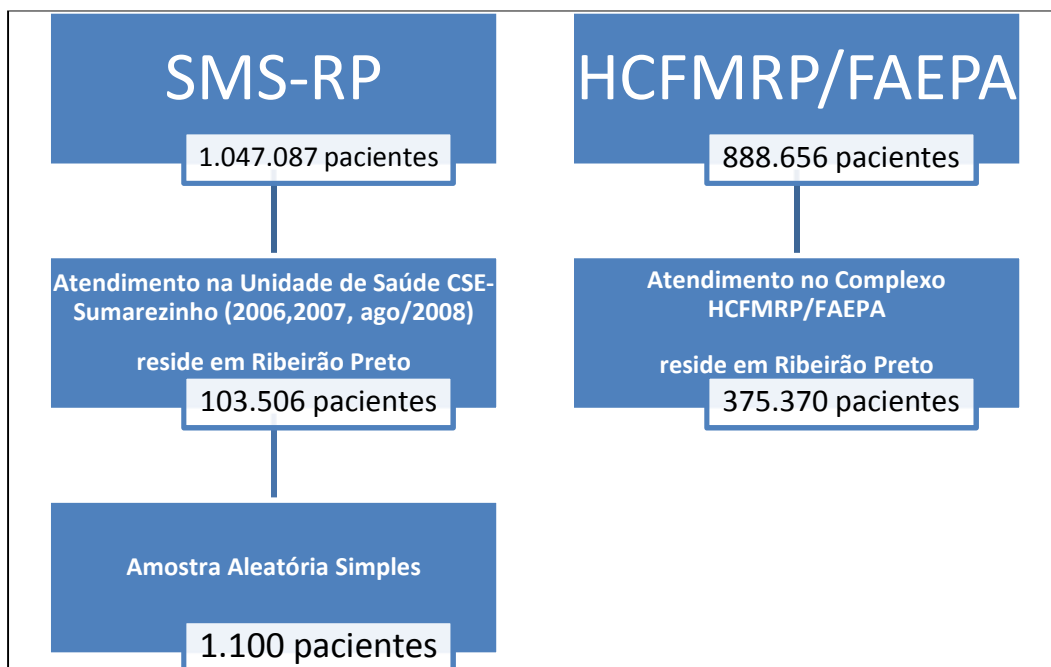 SMS-RP
1.047.087 pacientes
Atendimento na Unidade de Saúde CSE-
Sumarezinho (2006,2007, ago/2008)
reside em Ribeirão Preto
103.506 pacientes
Amostra Aleatória Simples
1.100 pacientes
HCFMRP/FAEPA
888.656 pacientes
Atendimento no Complexo
HCFMRP/FAEPA
reside em Ribeirão Preto
375.370 pacientes